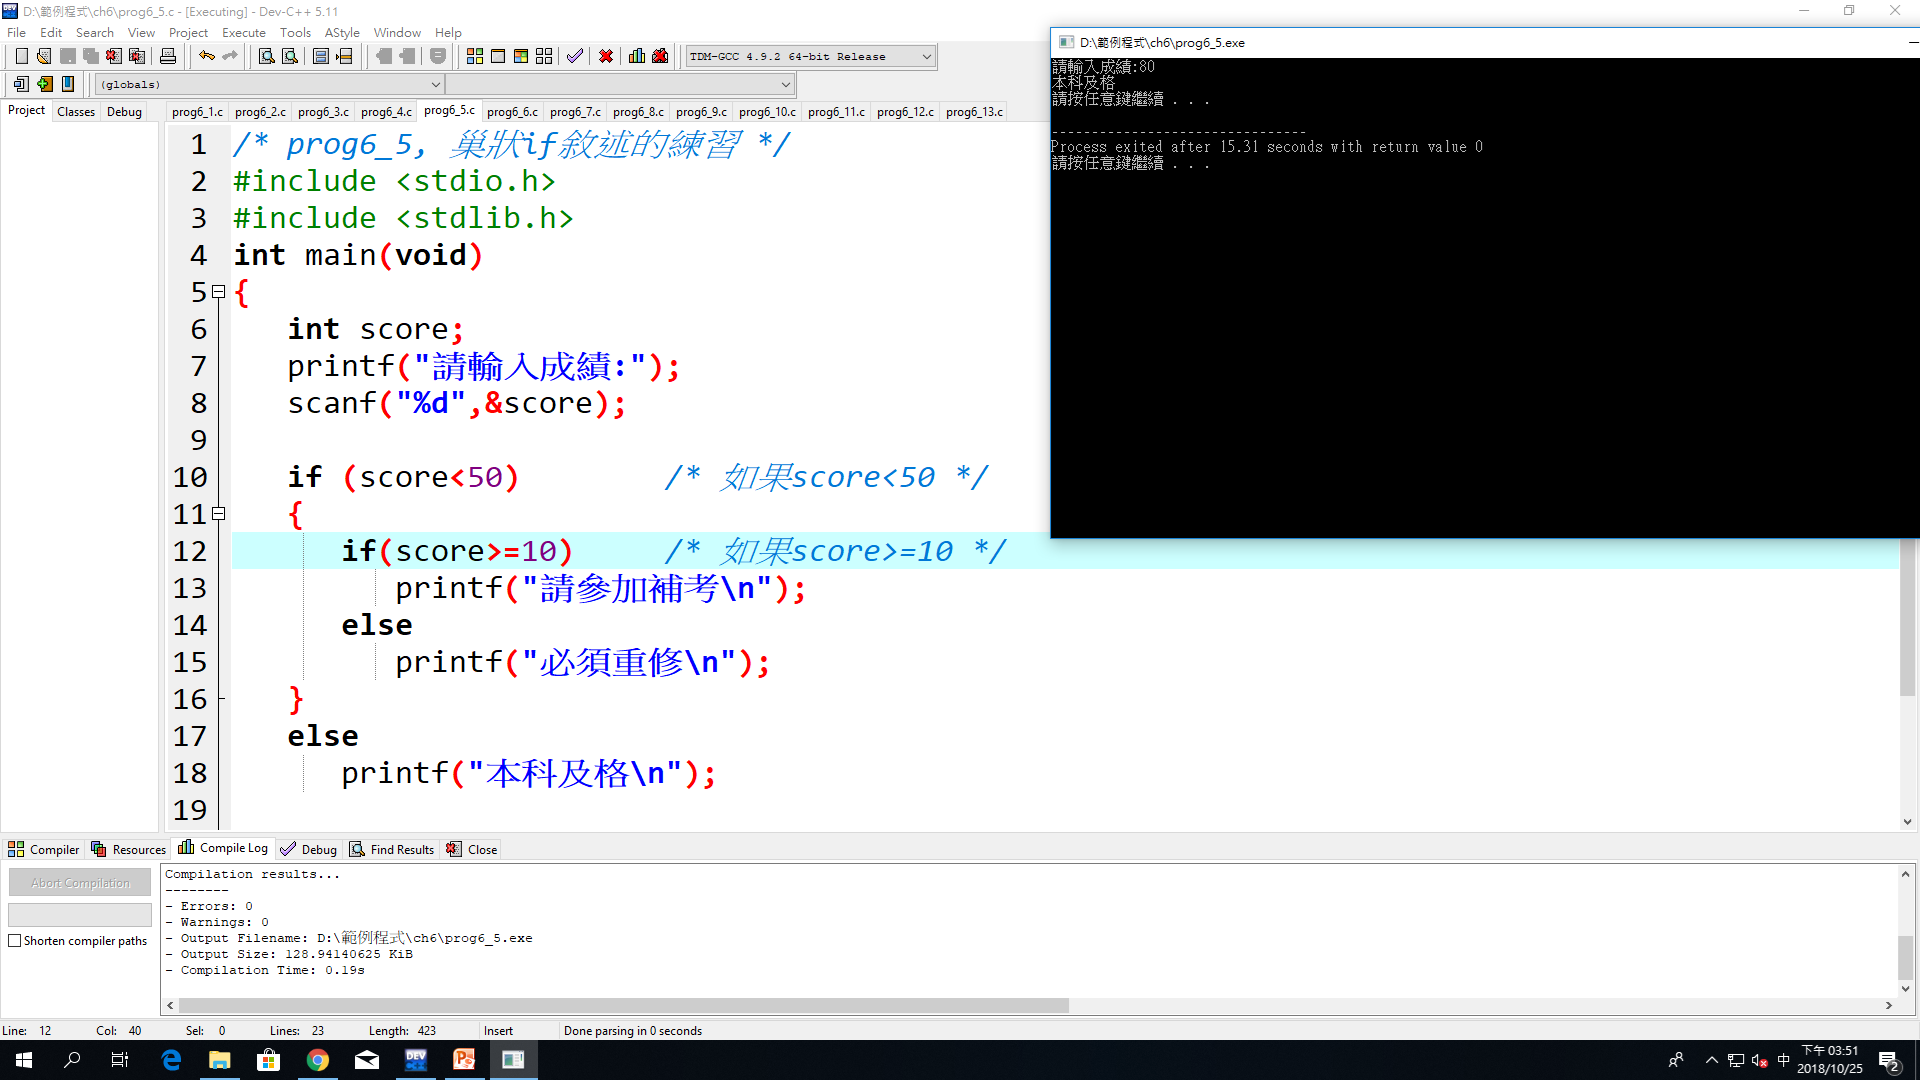 D:\範例程式\ch6\prog6_5.c - [Executing] - Dev-C++ 5.11
File Edit Search View Project Execute Tools AStyle Window Help
TDM-GCC 4.9.2 64-bit Release
(globals)
Project Classes Debug
prog6_1.c prog6_2.c prog6_3.c prog6_4.c prog6_5.c prog6_6.c prog6_7.c prog6_8.c prog6_9.c prog6_10.c prog6_11.c prog6_12.c prog6_13.c
1 /* prog6_5, 巢狀if敘述的練習 */
2 #include <stdio.h>
3 #include <stdlib.h>
4 int main(void)
5 {
6 int score;
7 printf("請輸入成績:");
8 scanf("%d",&score);
9
10 if (score<50) /* 如果score<50 */
11 {
12 if(score>=10) /* 如果score>=10 */
13 printf("請參加補考\n");
14 else
15 printf("必須重修\n");
16 }
17 else
18 printf("本科及格\n");
19
D:\範例程式\ch6\prog6_5.exe
請輸入成績:80
本科及格
請按任意鍵繼續 . . .
--------------------------------
Process exited after 15.31 seconds with return value 0
請按任意鍵繼續 . . .
Compiler Resources Compile Log Debug Find Results Close
Abort Compilation
Shorten compiler paths
Compilation results...
--------
- Errors: 0
- Warnings: 0
- Output Filename: D:\範例程式\ch6\prog6_5.exe
- Output Size: 128.94140625 KiB
- Compilation Time: 0.19s
Line: 12 Col: 40 Sel: 0 Lines: 23 Length: 423 Insert Done parsing in 0 seconds
DEV
中
下午 03:51
2018/10/25
2